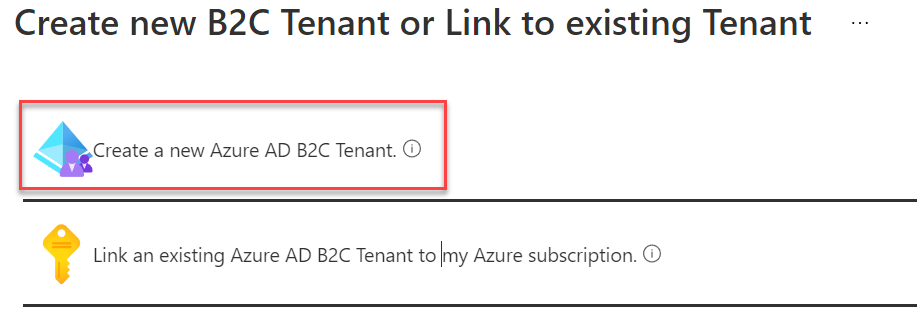 Create new B2C Tenant or Link to existing Tenant ...
Create a new Azure AD B2C Tenant.
Link an existing Azure AD B2C Tenant to my Azure subscription.